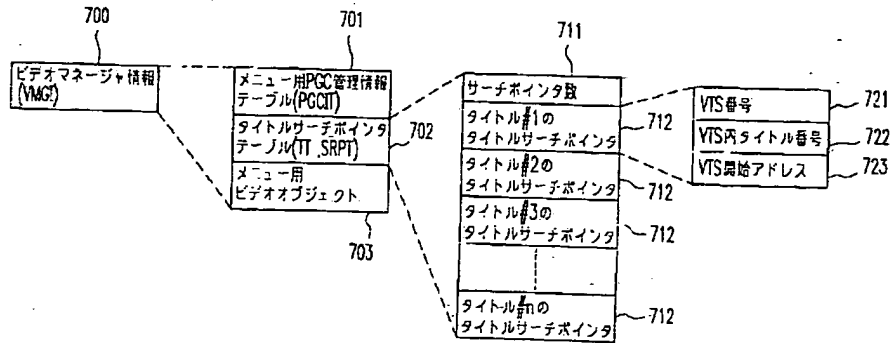 700
ビデオマネージャ情報
(VMGI)
701
メニュー用PGC管理情報
テーブル(PGCIT)
タイトルサーチポインタ
テーブル(TT_SRPT)
702
メニュー用
ビデオオブジェクト
703
711
サーチポインタ数
タイトル#1の
タイトルサーチポインタ
712
タイトル#2の
タイトルサーチポインタ
712
タイトル#3の
タイトルサーチポインタ
712
タイトル#nの
タイトルサーチポインタ
712
VTS番号
721
VTS内タイトル番号
722
VTS開始アドレス
723